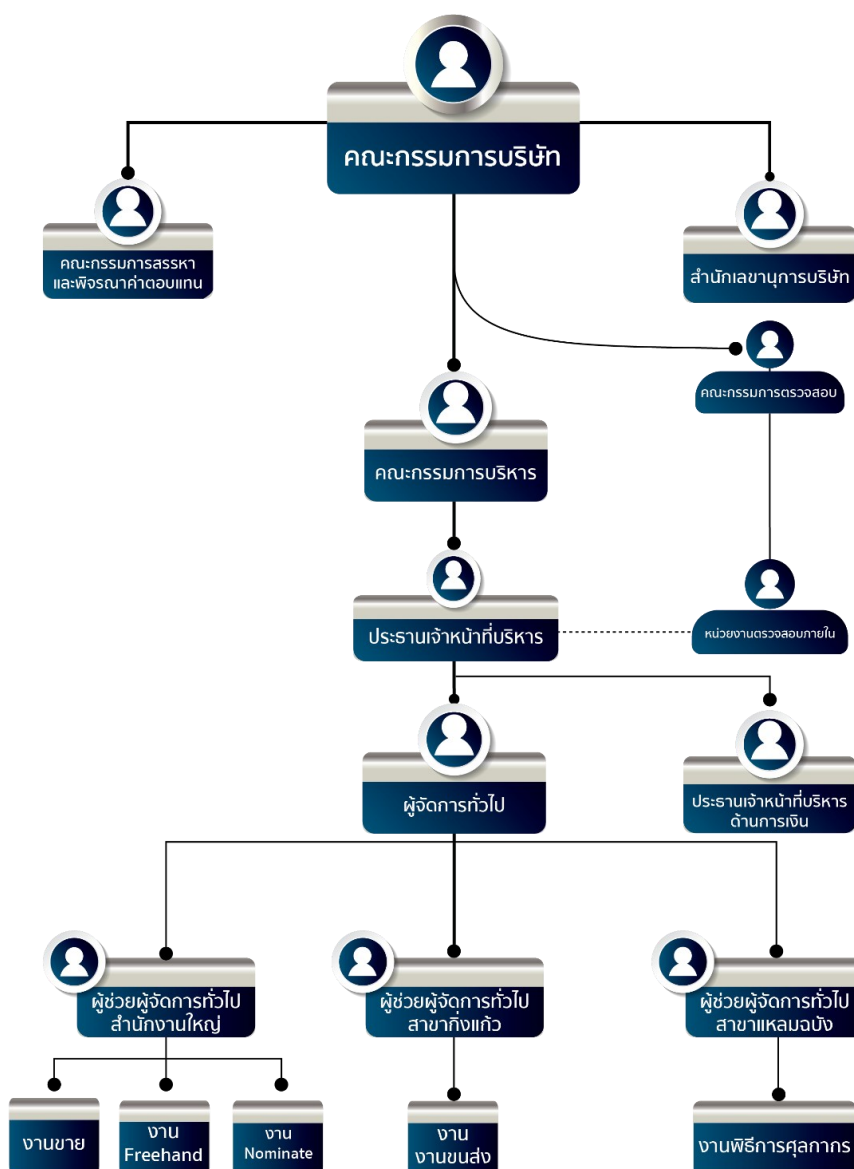 คณะกรรมการบริษัท
คณะกรรมการสรรหา
และพิจรณาค่าตอบแทน
สำนักเลขานุการบริษัท
คณะกรรมการตรวจสอบ
คณะกรรมการบริหาร
ประธานเจ้าหน้าที่บริหาร
หน่วยงานตรวจสอบภายใน
ผู้จัดการทั่วไป
ประธานเจ้าหน้าที่บริหาร
ด้านการเงิน
ผู้ช่วยผู้จัดการทั่วไป
สำนักงานใหญ่
ผู้ช่วยผู้จัดการทั่วไป
สาขากิ่งแก้ว
ผู้ช่วยผู้จัดการทั่วไป
สาขาแหลมฉบัง
งานขาย
งาน
Freehand
งาน
Nominate
งาน
งานขนส่ง
งานพิธีการศุลกากร